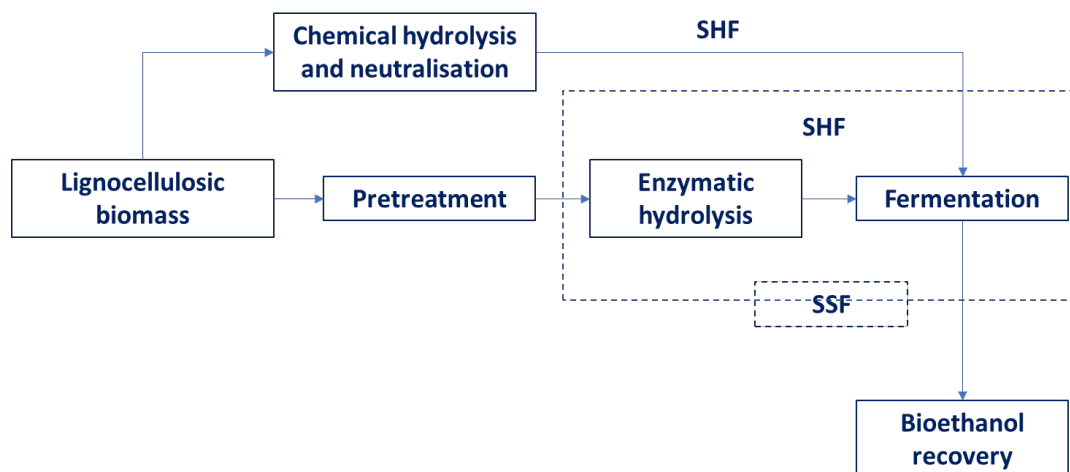 Chemical hydrolysis
and neutralisation
SHF
SHF
Lignocellulosic
biomass
Pretreatment
Enzymatic
hydrolysis
Fermentation
SSF
Bioethanol
recovery